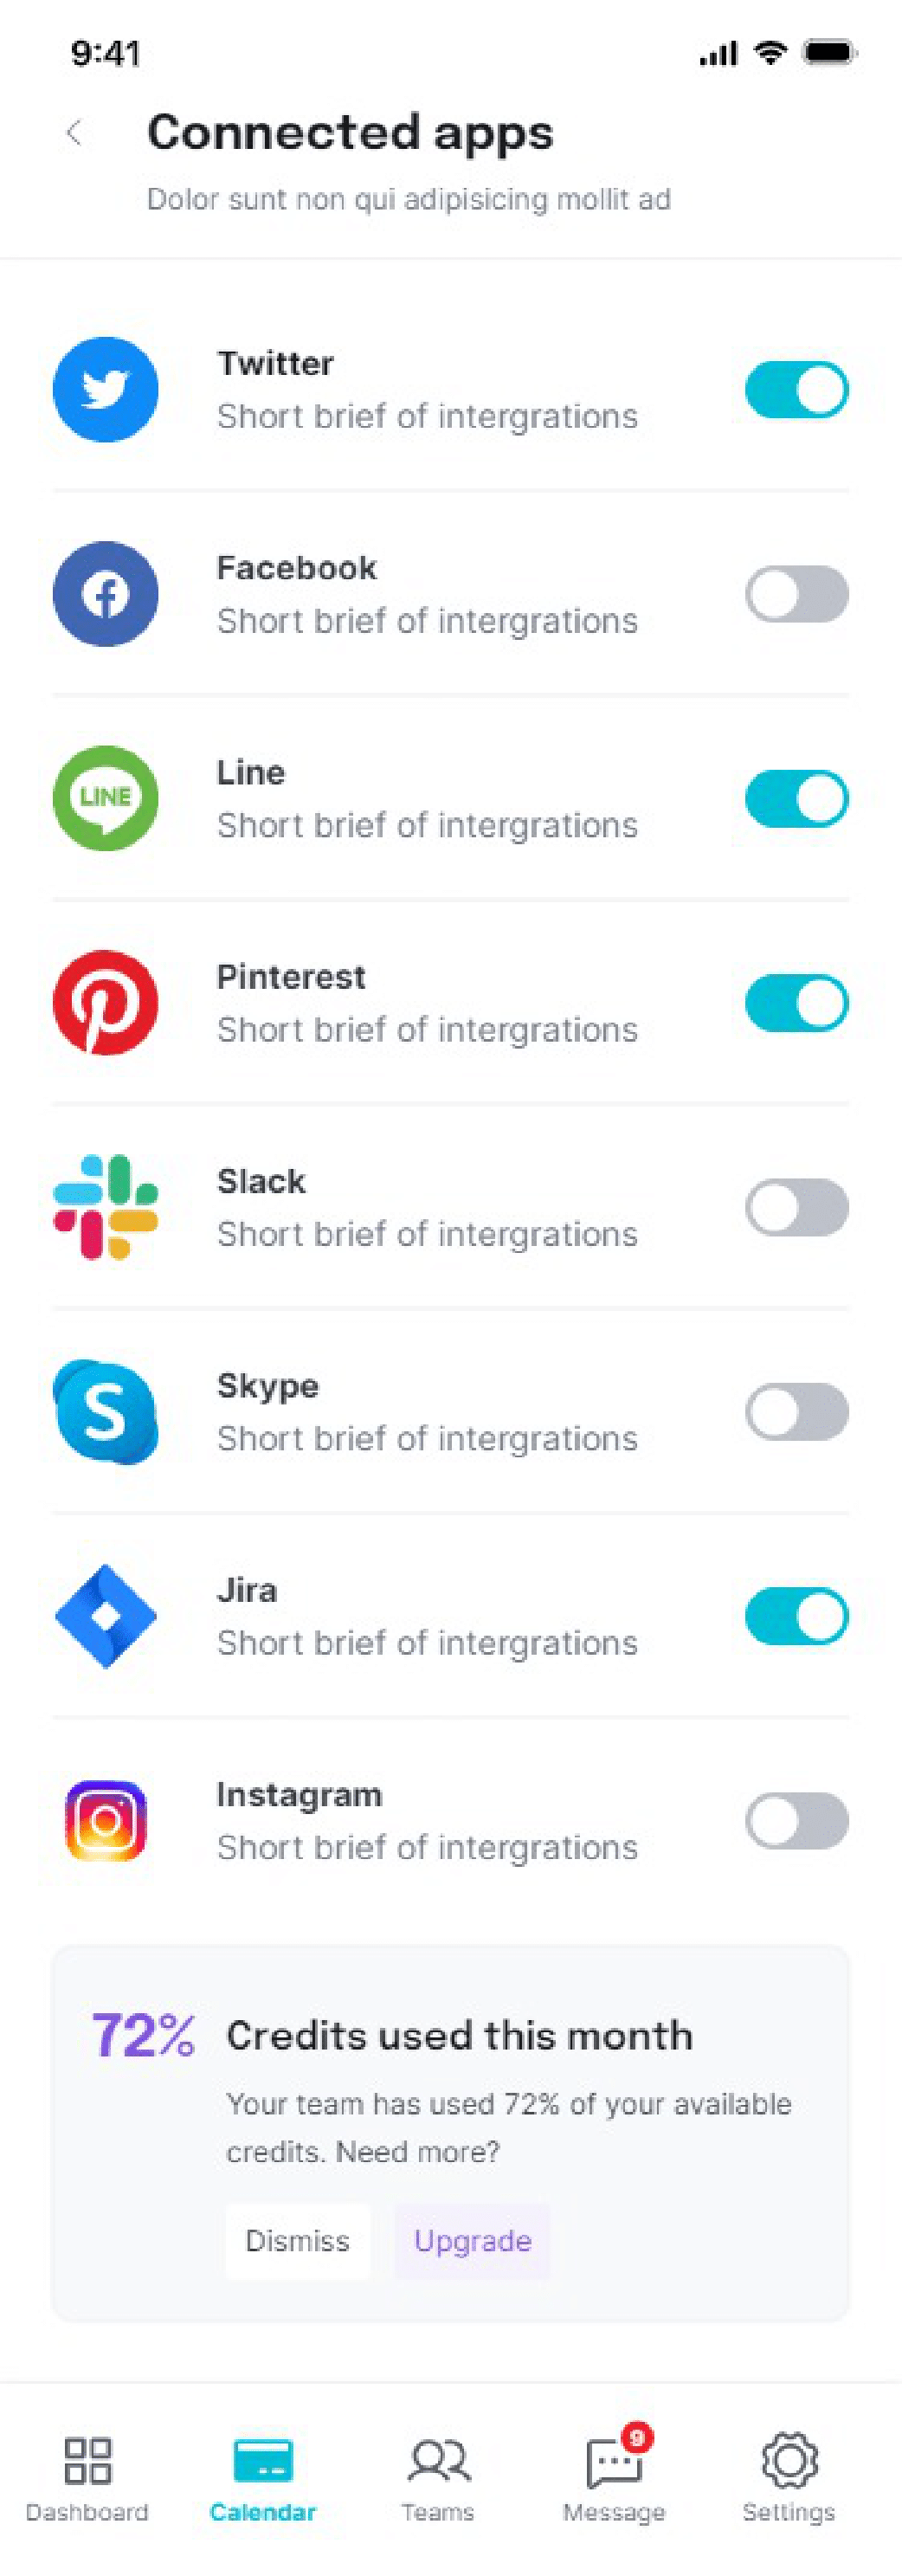 9:41
Connected apps
Dolor sunt non qui adipisicing mollit ad
Twitter
Short brief of intergrations
Facebook
Short brief of intergrations
LINE
Line
Short brief of intergrations
Pinterest
Short brief of intergrations
Slack
Short brief of intergrations
Skype
Short brief of intergrations
Jira
Short brief of intergrations
Instagram
Short brief of intergrations
72% Credits used this month
Your team has used 72% of your available
credits. Need more?
Dismiss Upgrade
9
Dashboard Calendar Teams Message Settings